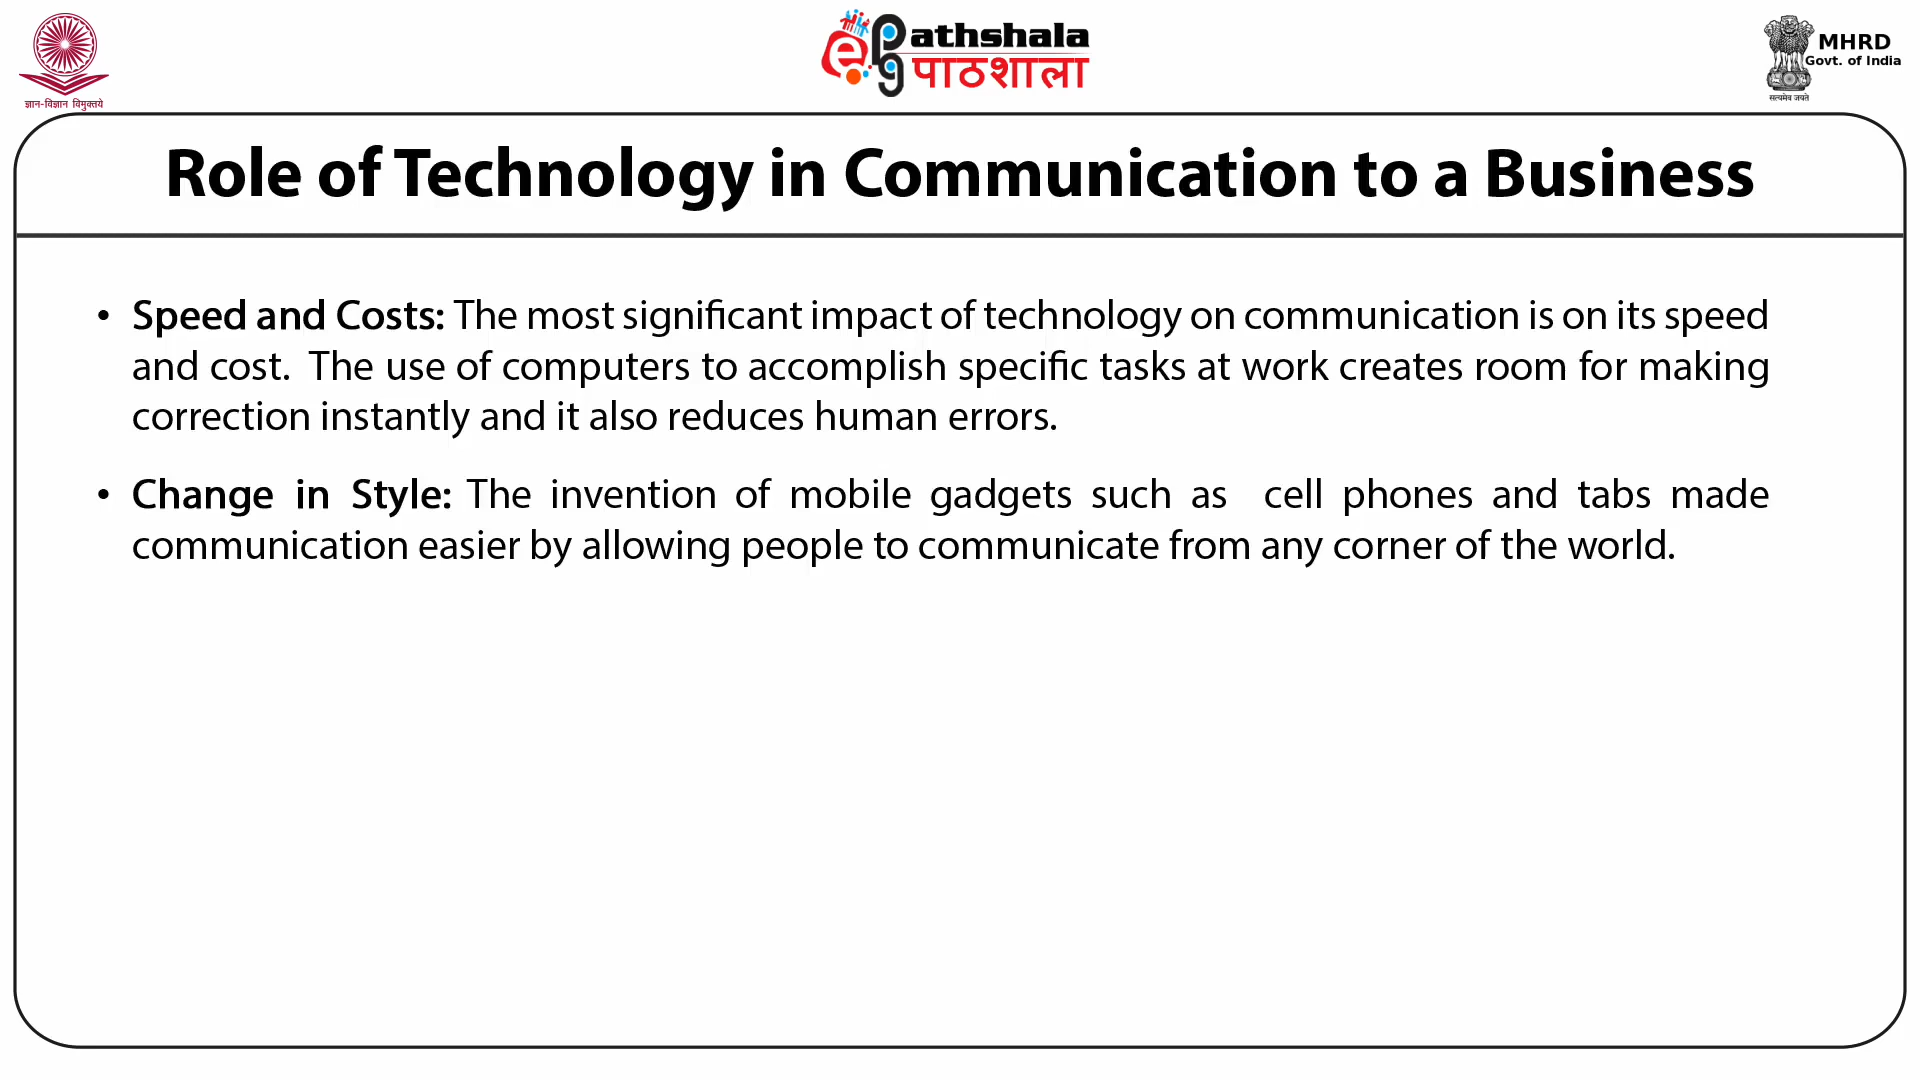 ज्ञान-विज्ञान विमुक्तये
ePg Pathshala
पाठशाला
MHRD
Govt. of India
सत्यमेव जयते
Role of Technology in Communication to a Business
• Speed and Costs: The most significant impact of technology on communication is on its speed
and cost.  The use of computers to accomplish specific tasks at work creates room for making
correction instantly and it also reduces human errors.
• Change in Style: The invention of mobile gadgets such as  cell phones and tabs made
communication easier by allowing people to communicate from any corner of the world.